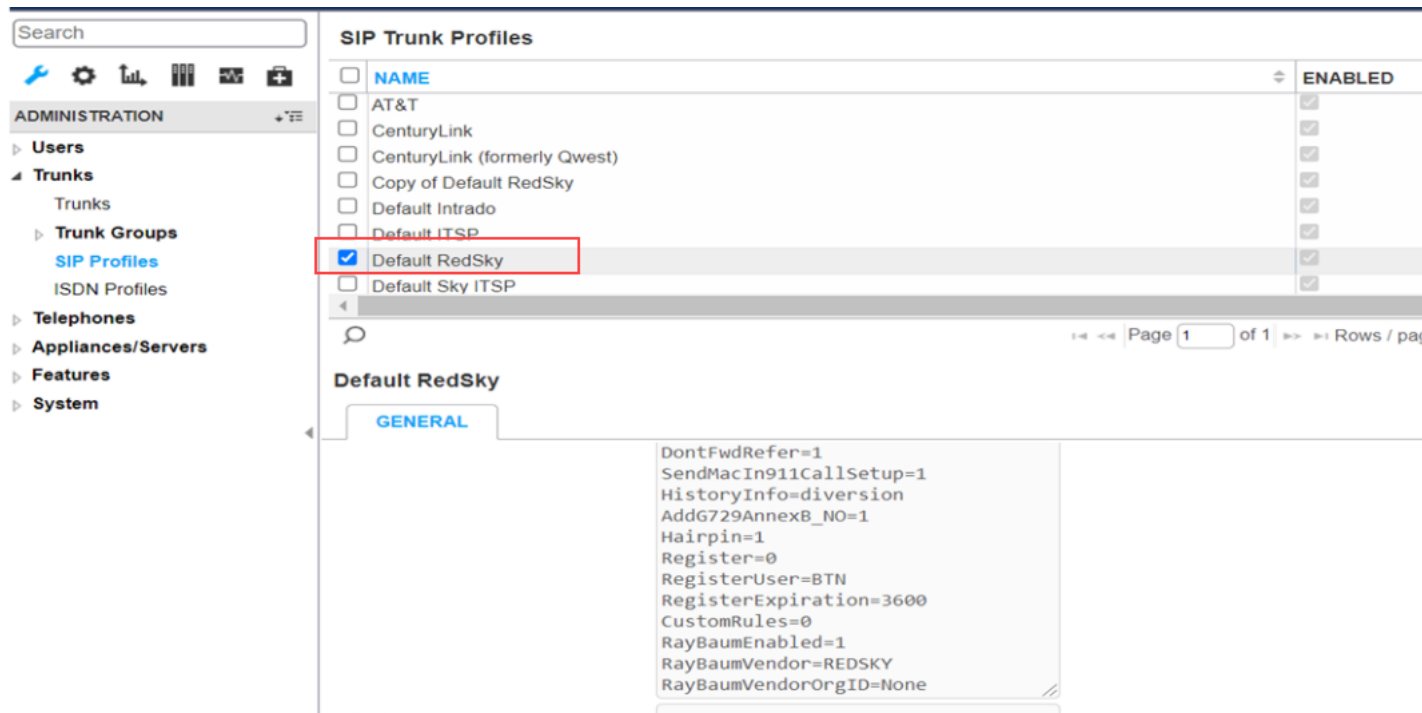 Search
SIP Trunk Profiles
NAME
ENABLED
AT&T
ADMINISTRATION
CenturyLink
Users
CenturyLink (formerly Qwest)
Trunks
Copy of Default RedSky
Trunks
Default Intrado
Trunk Groups
Default ITSP
SIP Profiles
Default RedSky
ISDN Profiles
Default Sky ITSP
Telephones
Appliances/Servers
Page 1 of 1 Rows / pag
Features
Default RedSky
System
GENERAL
DontFwdRefer=1
SendMacIn911CallSetup=1
HistoryInfo=diversion
AddG729AnnexB_NO=1
Hairpin=1
Register=0
RegisterUser=BTN
RegisterExpiration=3600
CustomRules=0
RayBaumEnabled=1
RayBaumVendor=REDSKY
RayBaumVendorOrgID=None